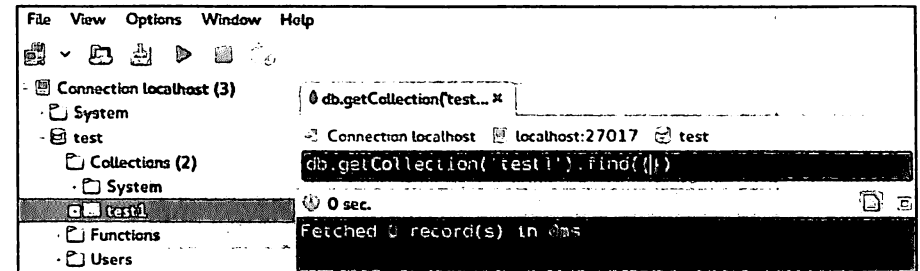 File View Options Window Help
Connection localhost (3)
System
test
Collections (2)
System
test1
Functions
Users
db.getCollection('test... ×
Connection localhost localhost:27017 test
db.getCollection('test1').find({})
0 sec.
Fetched 0 record(s) in 0ms